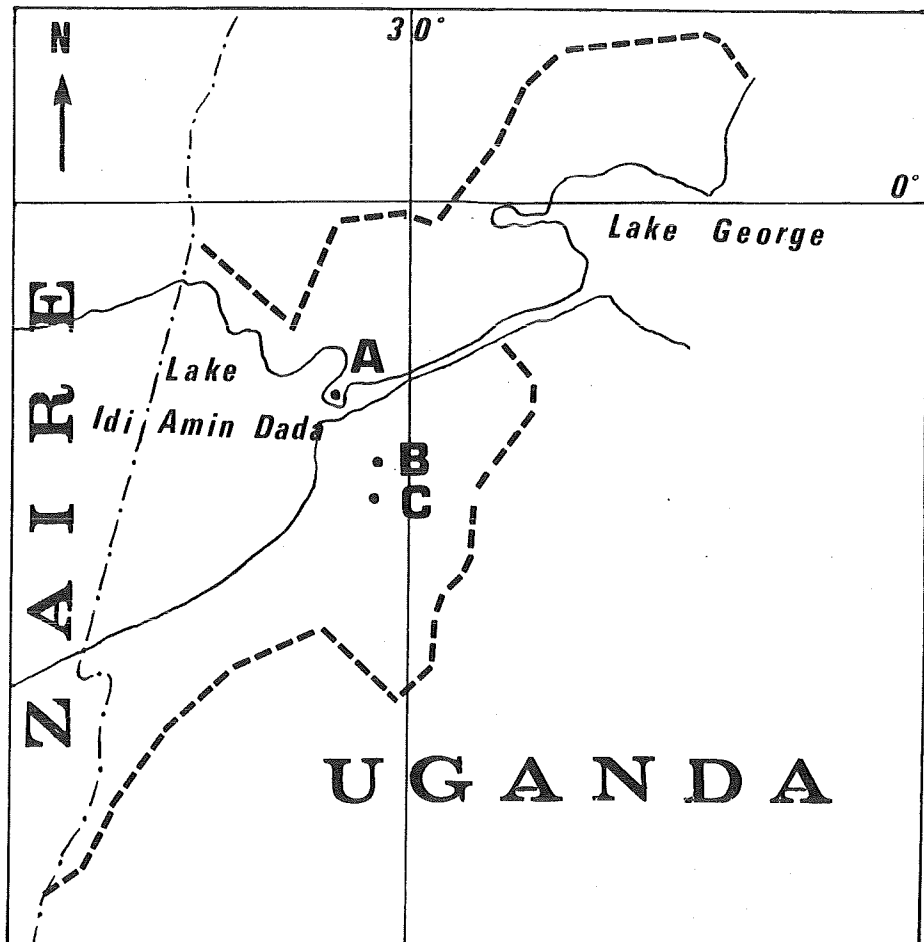 N
30°
0°
Lake George
ZAIRE
A
Lake
Idi Amin Dada
B
C
UGANDA